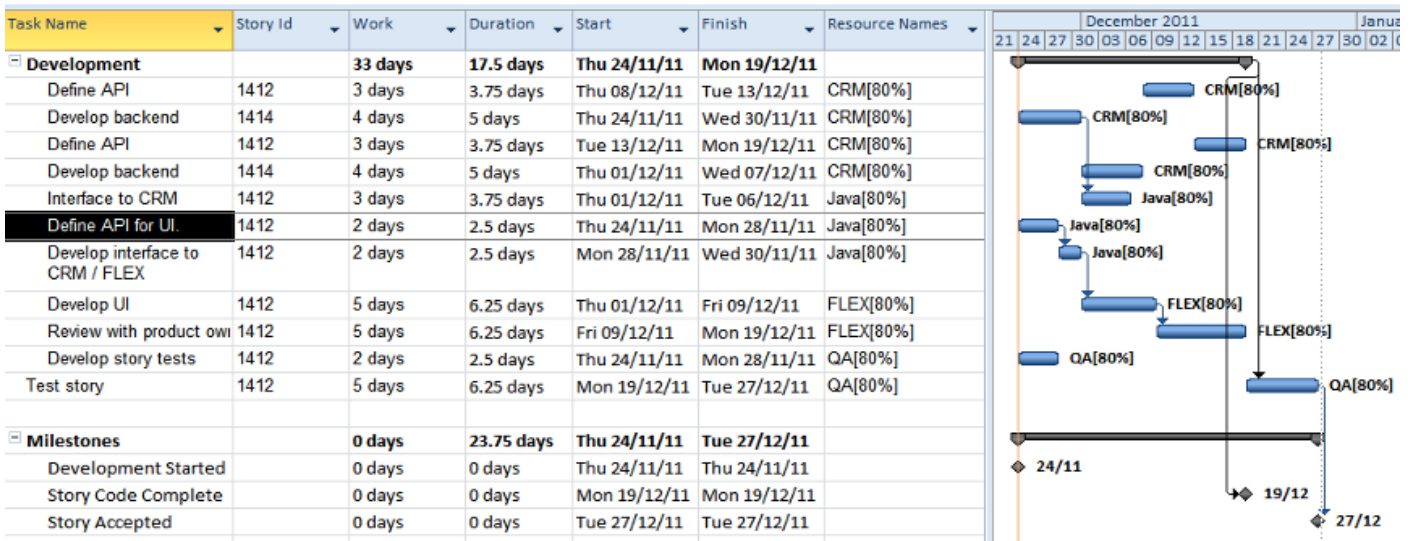 Task Name Story Id Work Duration Start Finish Resource Names
December 2011 Janua
21 24 27 30 03 06 09 12 15 18 21 24 27 30 02
Development 33 days 17.5 days Thu 24/11/11 Mon 19/12/11
Define API 1412 3 days 3.75 days Thu 08/12/11 Tue 13/12/11 CRM[80%] CRM[80%]
Develop backend 1414 4 days 5 days Thu 24/11/11 Wed 30/11/11 CRM[80%] CRM[80%]
Define API 1412 3 days 3.75 days Tue 13/12/11 Mon 19/12/11 CRM[80%] CRM[80%]
Develop backend 1414 4 days 5 days Thu 01/12/11 Wed 07/12/11 CRM[80%] CRM[80%]
Interface to CRM 1412 3 days 3.75 days Thu 01/12/11 Tue 06/12/11 Java[80%] Java[80%]
Define API for UI. 1412 2 days 2.5 days Thu 24/11/11 Mon 28/11/11 Java[80%] Java[80%]
Develop interface to 1412 2 days 2.5 days Mon 28/11/11 Wed 30/11/11 Java[80%] Java[80%]
CRM / FLEX
Develop UI 1412 5 days 6.25 days Thu 01/12/11 Fri 09/12/11 FLEX[80%] FLEX[80%]
Review with product own 1412 5 days 6.25 days Fri 09/12/11 Mon 19/12/11 FLEX[80%] FLEX[80%]
Develop story tests 1412 2 days 2.5 days Thu 24/11/11 Mon 28/11/11 QA[80%] QA[80%]
Test story 1412 5 days 6.25 days Mon 19/12/11 Tue 27/12/11 QA[80%] QA[80%]
Milestones 0 days 23.75 days Thu 24/11/11 Tue 27/12/11
Development Started 0 days 0 days Thu 24/11/11 Thu 24/11/11 24/11
Story Code Complete 0 days 0 days Mon 19/12/11 Mon 19/12/11 19/12
Story Accepted 0 days 0 days Tue 27/12/11 Tue 27/12/11 27/12